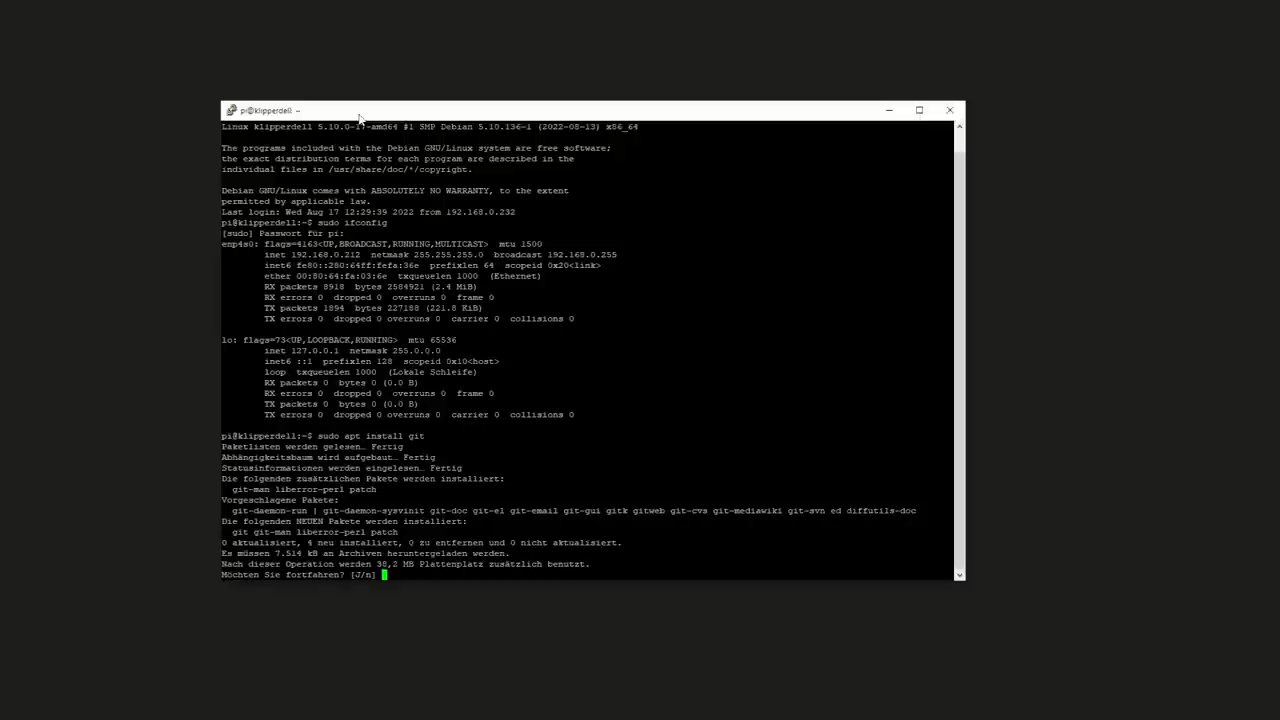 pi@klipperdell: ~
Linux klipperdell 5.10.0-17-amd64 #1 SMP Debian 5.10.136-1 (2022-08-13) x86_64
The programs included with the Debian GNU/Linux system are free software;
the exact distribution terms for each program are described in the
individual files in /usr/share/doc/*/copyright.
Debian GNU/Linux comes with ABSOLUTELY NO WARRANTY, to the extent
permitted by applicable law.
Last login: Wed Aug 17 12:29:39 2022 from 192.168.0.232
pi@klipperdell:~$ sudo ifconfig
[sudo] Passwort für pi:
enp4s0: flags=4163<UP,BROADCAST,RUNNING,MULTICAST>  mtu 1500
inet 192.168.0.212  netmask 255.255.255.0  broadcast 192.168.0.255
inet6 fe80::280:64ff:fefa:36e  prefixlen 64  scopeid 0x20<link>
ether 00:80:64:fa:03:6e  txqueuelen 1000  (Ethernet)
RX packets 8918  bytes 2584921 (2.4 MiB)
RX errors 0  dropped 0  overruns 0  frame 0
TX packets 1894  bytes 227188 (221.8 KiB)
TX errors 0  dropped 0 overruns 0  carrier 0  collisions 0
lo: flags=73<UP,LOOPBACK,RUNNING>  mtu 65536
inet 127.0.0.1  netmask 255.0.0.0
inet6 ::1  prefixlen 128  scopeid 0x10<host>
loop  txqueuelen 1000  (Lokale Schleife)
RX packets 0  bytes 0 (0.0 B)
RX errors 0  dropped 0  overruns 0  frame 0
TX packets 0  bytes 0 (0.0 B)
TX errors 0  dropped 0 overruns 0  carrier 0  collisions 0
pi@klipperdell:~$ sudo apt install git
Paketlisten werden gelesen… Fertig
Abhängigkeitsbaum wird aufgebaut… Fertig
Statusinformationen werden eingelesen… Fertig
Die folgenden zusätzlichen Pakete werden installiert:
git-man liberror-perl patch
Vorgeschlagene Pakete:
git-daemon-run | git-daemon-sysvinit git-doc git-el git-email git-gui gitk gitweb git-cvs git-mediawiki git-svn ed diffutils-doc
Die folgenden NEUEN Pakete werden installiert:
git git-man liberror-perl patch
0 aktualisiert, 4 neu installiert, 0 zu entfernen und 0 nicht aktualisiert.
Es müssen 7.514 kB an Archiven heruntergeladen werden.
Nach dieser Operation werden 38,2 MB Plattenplatz zusätzlich benutzt.
Möchten Sie fortfahren? [J/n]